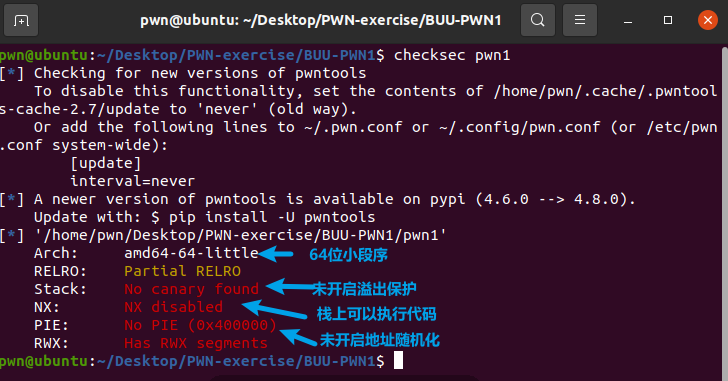 pwn@ubuntu: ~/Desktop/PWN-exercise/BUU-PWN1
pwn@ubuntu:~/Desktop/PWN-exercise/BUU-PWN1$ checksec pwn1
[*] Checking for new versions of pwntools
    To disable this functionality, set the contents of /home/pwn/.cache/.pwntool
s-cache-2.7/update to 'never' (old way).
    Or add the following lines to ~/.pwn.conf or ~/.config/pwn.conf (or /etc/pwn
.conf system-wide):
        [update]
        interval=never
[*] A newer version of pwntools is available on pypi (4.6.0 --> 4.8.0).
    Update with: $ pip install -U pwntools
[*] '/home/pwn/Desktop/PWN-exercise/BUU-PWN1/pwn1'
    Arch:     amd64-64-little 64位小段序
    RELRO:    Partial RELRO
    Stack:    No canary found 未开启溢出保护
    NX:       NX disabled 栈上可以执行代码
    PIE:      No PIE (0x400000) 未开启地址随机化
    RWX:      Has RWX segments
pwn@ubuntu:~/Desktop/PWN-exercise/BUU-PWN1$